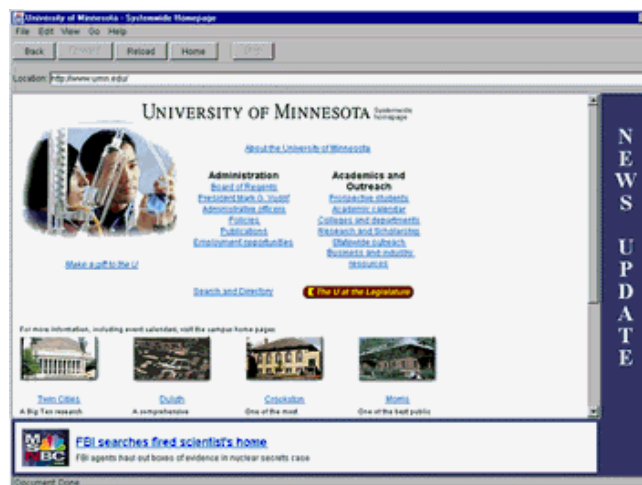 University of Minnesota - Systemwide Homepage
File Edit View Go Help
Back Forward Reload Home Stop
Location: http://www.umn.edu/
UNIVERSITY OF MINNESOTA Systemwide homepage
About the University of Minnesota
Administration
Board of Regents
President Mark G. Yudof
Administrative officers
Policies
Publications
Employment opportunities
Academics and Outreach
Prospective students
Academic calendar
Colleges and departments
Research and Scholarship
Statewide outreach
Business and industry resources
Make a gift to the U
Search and Directory
The U at the Legislature
For more information, including event calendars, visit the campus home pages
Twin Cities
A Big Ten research
Duluth
A comprehensive
Crookston
One of the most
Morris
One of the best public
NEWS UPDATE
MSNBC
FBI searches fired scientist's home
FBI agents haul out boxes of evidence in nuclear secrets case
Document: Done